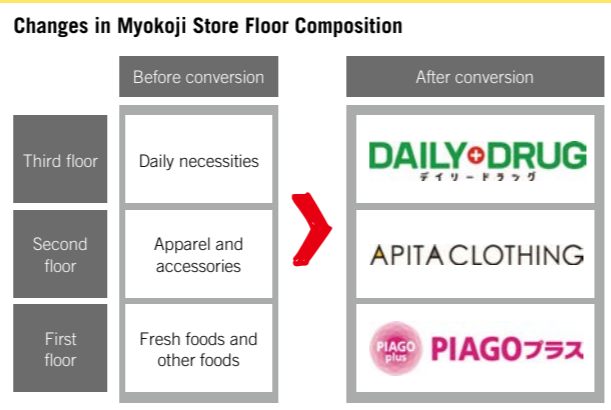 Changes in Myokoji Store Floor Composition
Before conversion
After conversion
Third floor
Daily necessities
DAILY DRUG
デイリードラッグ
Second
floor
Apparel and
accessories
APITA CLOTHING
First
floor
Fresh foods and
other foods
PIAGO
plus
PIAGOプラス